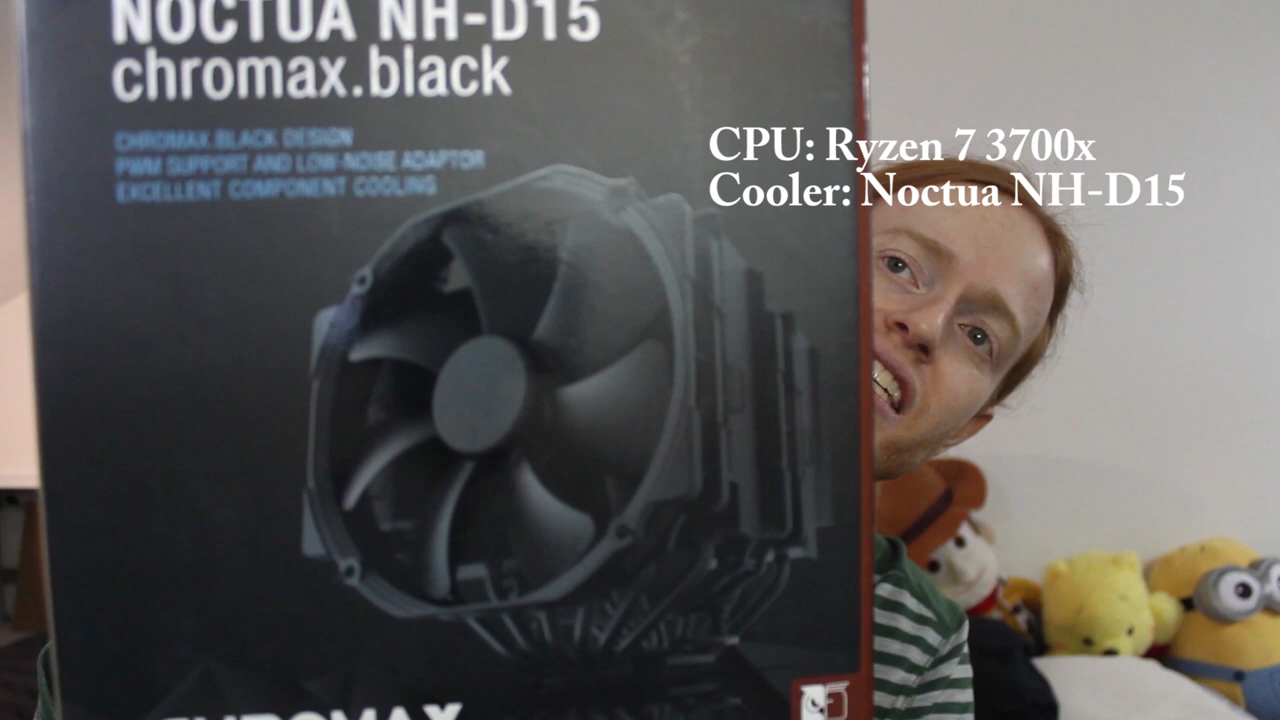 NOCTUA NH-D15
chromax.black
CHROMAX.BLACK DESIGN
PWM SUPPORT AND LOW-NOISE ADAPTOR
EXCELLENT COMPONENT COOLING
CPU: Ryzen 7 3700x
Cooler: Noctua NH-D15
CHROMAX